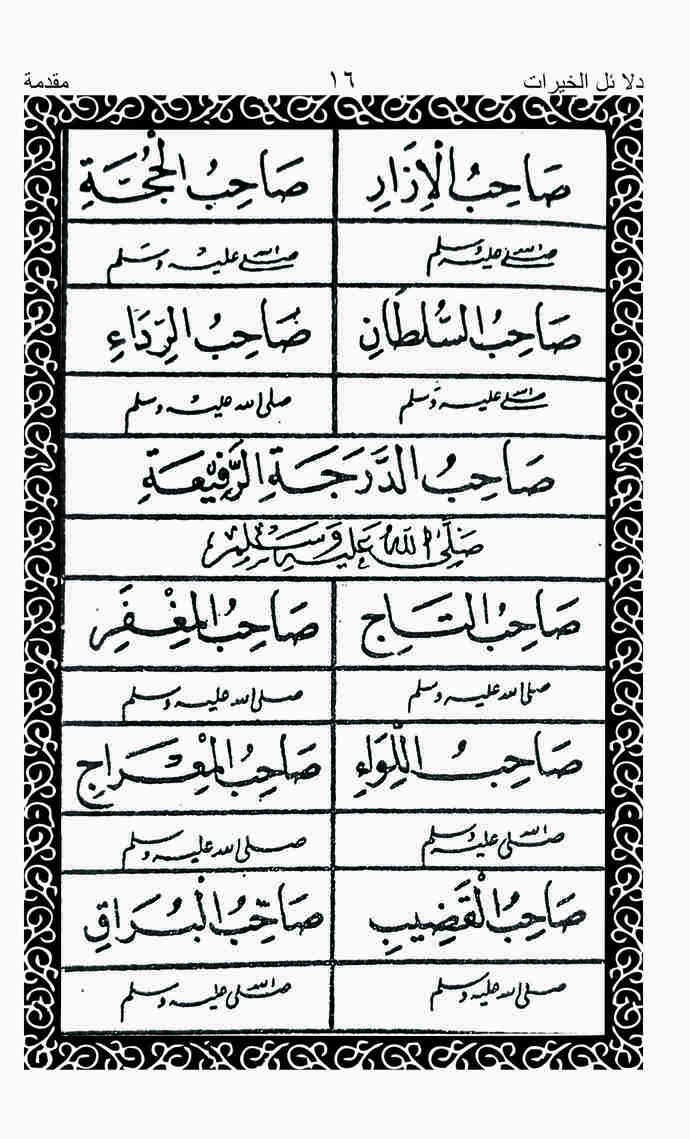 دلائل الخيرات ١٦ مقدمة
صَاحِبُ الْاِزَارِ صَاحِبُ الْحُجَّةِ
صلى الله عليه وسلم صلى الله عليه وسلم
صَاحِبُ السُّلطَانِ صَاحِبُ الرِّدَاءِ
صلى الله عليه وسلم صلى الله عليه وسلم
صَاحِبُ الدَّرَجَةِ الرَّفِيْعَةِ
صَلَّى اللهُ عَلَيْهِ وَسَلَّمَ
صَاحِبُ التَّاجِ صَاحِبُ الْمِغْفَرِ
صلى الله عليه وسلم صلى الله عليه وسلم
صَاحِبُ اللِّوَاءِ صَاحِبُ الْمِعْرَاجِ
صلى الله عليه وسلم صلى الله عليه وسلم
صَاحِبُ الْقَضِيبِ صَاحِبُ الْبُرَاقِ
صلى الله عليه وسلم صلى الله عليه وسلم